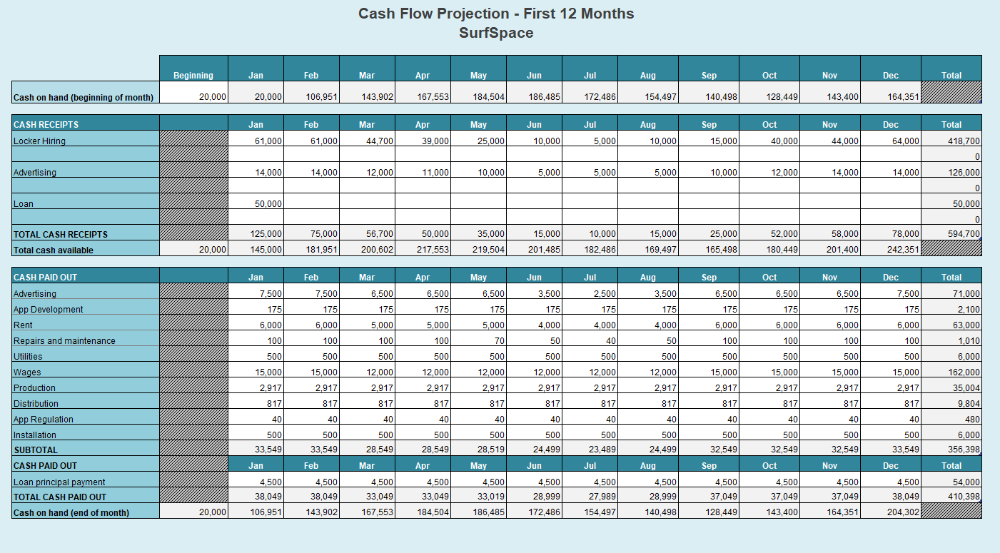 Cash Flow Projection - First 12 Months
SurfSpace
Beginning Jan Feb Mar Apr May Jun Jul Aug Sep Oct Nov Dec Total
Cash on hand (beginning of month) 20,000 20,000 106,951 143,902 167,553 184,504 186,485 172,486 154,497 140,498 128,449 143,400 164,351
CASH RECEIPTS Jan Feb Mar Apr May Jun Jul Aug Sep Oct Nov Dec Total
Locker Hiring 61,000 61,000 44,700 39,000 25,000 10,000 5,000 10,000 15,000 40,000 44,000 64,000 418,700
0
Advertising 14,000 14,000 12,000 11,000 10,000 5,000 5,000 5,000 10,000 12,000 14,000 14,000 126,000
0
Loan 50,000 50,000
0
TOTAL CASH RECEIPTS 125,000 75,000 56,700 50,000 35,000 15,000 10,000 15,000 25,000 52,000 58,000 78,000 594,700
Total cash available 20,000 145,000 181,951 200,602 217,553 219,504 201,485 182,486 169,497 165,498 180,449 201,400 242,351
CASH PAID OUT Jan Feb Mar Apr May Jun Jul Aug Sep Oct Nov Dec Total
Advertising 7,500 7,500 6,500 6,500 6,500 3,500 2,500 3,500 6,500 6,500 6,500 7,500 71,000
App Development 175 175 175 175 175 175 175 175 175 175 175 175 2,100
Rent 6,000 6,000 5,000 5,000 5,000 4,000 4,000 4,000 6,000 6,000 6,000 6,000 63,000
Repairs and maintenance 100 100 100 100 70 50 40 50 100 100 100 100 1,010
Utilities 500 500 500 500 500 500 500 500 500 500 500 500 6,000
Wages 15,000 15,000 12,000 12,000 12,000 12,000 12,000 12,000 15,000 15,000 15,000 15,000 162,000
Production 2,917 2,917 2,917 2,917 2,917 2,917 2,917 2,917 2,917 2,917 2,917 2,917 35,004
Distribution 817 817 817 817 817 817 817 817 817 817 817 817 9,804
App Regulation 40 40 40 40 40 40 40 40 40 40 40 40 480
Installation 500 500 500 500 500 500 500 500 500 500 500 500 6,000
SUBTOTAL 33,549 33,549 28,549 28,549 28,519 24,499 23,489 24,499 32,549 32,549 32,549 33,549 356,398
CASH PAID OUT Jan Feb Mar Apr May Jun Jul Aug Sep Oct Nov Dec Total
Loan principal payment 4,500 4,500 4,500 4,500 4,500 4,500 4,500 4,500 4,500 4,500 4,500 4,500 54,000
TOTAL CASH PAID OUT 38,049 38,049 33,049 33,049 33,019 28,999 27,989 28,999 37,049 37,049 37,049 38,049 410,398
Cash on hand (end of month) 20,000 106,951 143,902 167,553 184,504 186,485 172,486 154,497 140,498 128,449 143,400 164,351 204,302